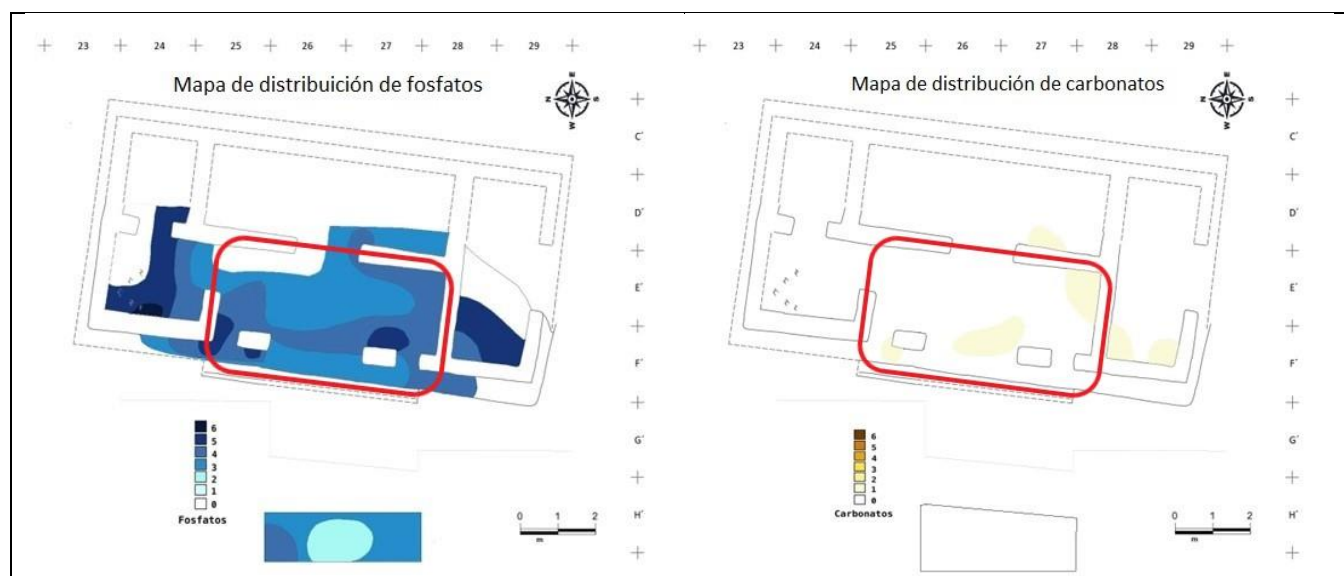 23 24 25 26 27 28 29
Mapa de distribuición de fosfatos
E
N S
W
C'
D'
E'
F'
G'
H'
6
5
4
3
2
1
0
Fosfatos
0 1 2
m
23 24 25 26 27 28 29
Mapa de distribución de carbonatos
E
N S
W
C'
D'
E'
F'
G'
H'
6
5
4
3
2
1
0
Carbonatos
0 1 2
m